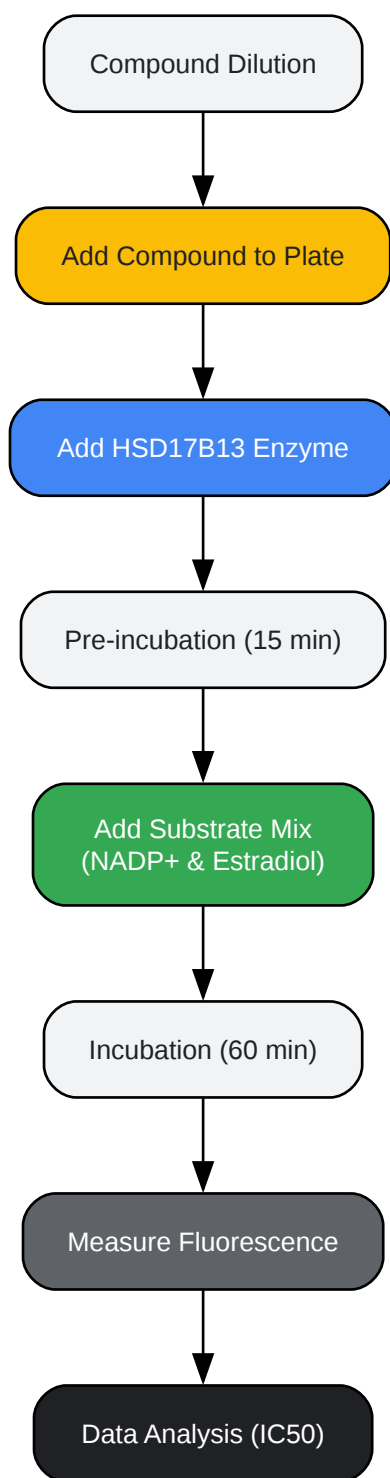 Compound Dilution
Add Compound to Plate
Add HSD17B13 Enzyme
Pre-incubation (15 min)
Add Substrate Mix
(NADP+ & Estradiol)
Incubation (60 min)
Measure Fluorescence
Data Analysis (IC50)